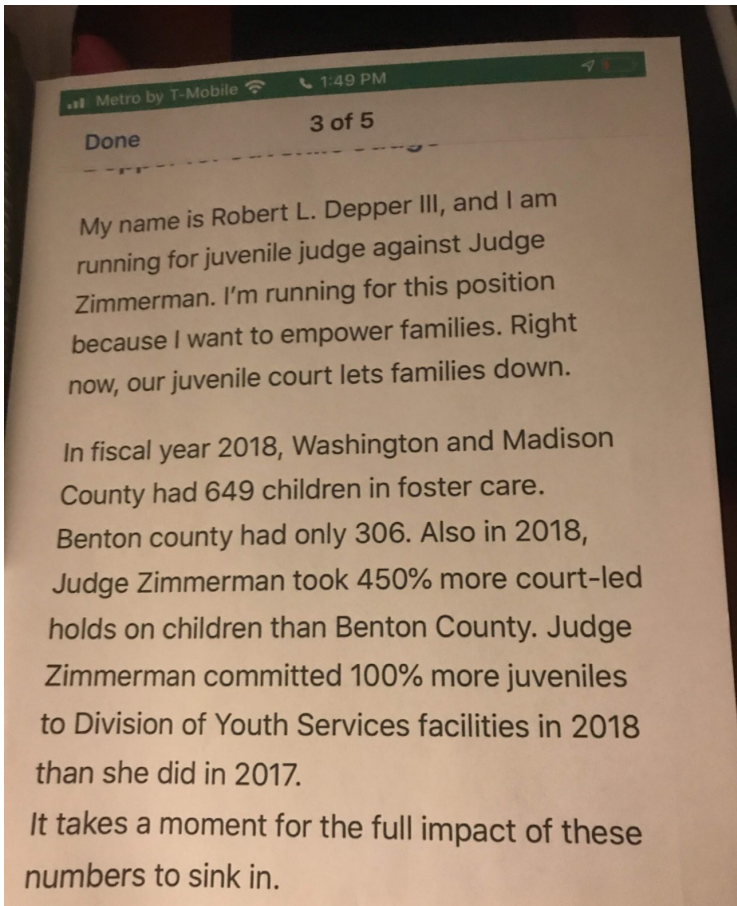 Metro by T-Mobile 1:49 PM
Done
3 of 5
My name is Robert L. Depper III, and I am
running for juvenile judge against Judge
Zimmerman. I'm running for this position
because I want to empower families. Right
now, our juvenile court lets families down.
In fiscal year 2018, Washington and Madison
County had 649 children in foster care.
Benton county had only 306. Also in 2018,
Judge Zimmerman took 450% more court-led
holds on children than Benton County. Judge
Zimmerman committed 100% more juveniles
to Division of Youth Services facilities in 2018
than she did in 2017.
It takes a moment for the full impact of these
numbers to sink in.